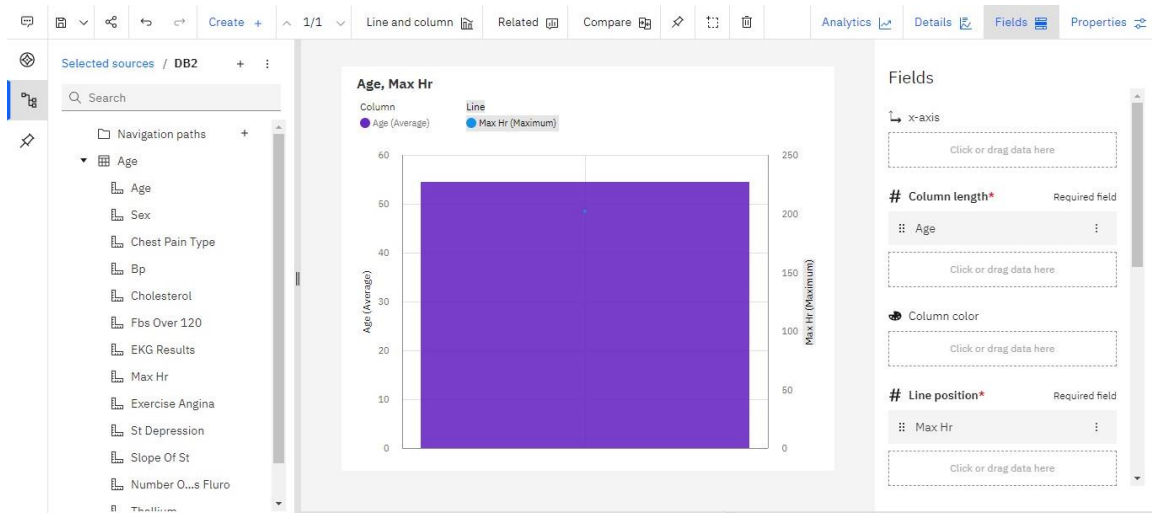 Create +
1/1
Line and column
Related
Compare
Analytics
Details
Fields
Properties
Selected sources / DB2 +
Search
Navigation paths +
Age
Age
Sex
Chest Pain Type
Bp
Cholesterol
Fbs Over 120
EKG Results
Max Hr
Exercise Angina
St Depression
Slope Of St
Number O...s Fluro
Thallium
Age, Max Hr
Column
Line
Age (Average)
Max Hr (Maximum)
60
50
40
30
20
10
0
Age (Average)
250
200
150
100
50
0
Max Hr (Maximum)
Fields
x-axis
Click or drag data here
# Column length* Required field
Age
Click or drag data here
Column color
Click or drag data here
# Line position* Required field
Max Hr
Click or drag data here